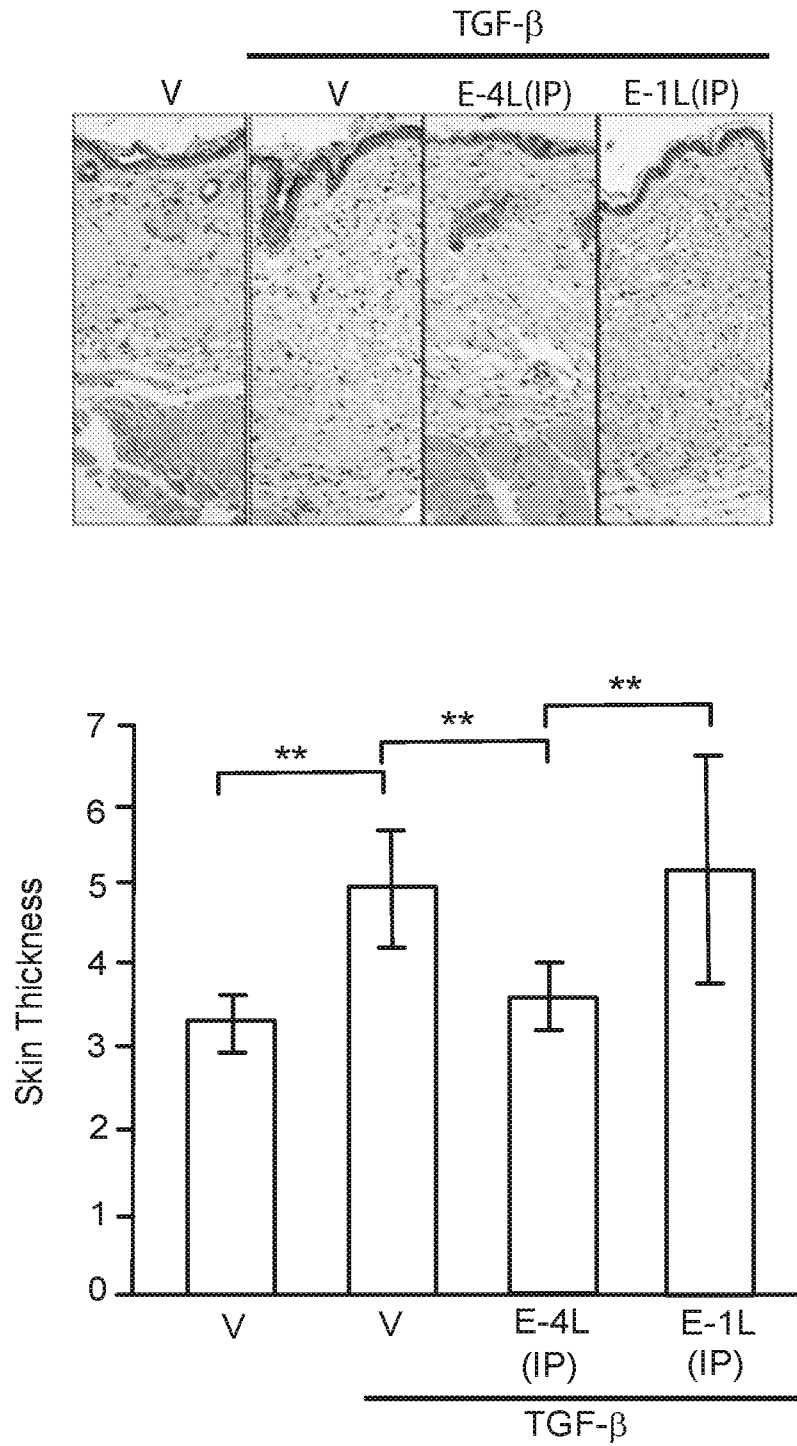 TGF-β
V V E-4L(IP) E-1L(IP)
**
**
**
7
6
5
4
3
2
1
0
Skin Thickness
V V E-4L E-1L
(IP) (IP)
TGF-β